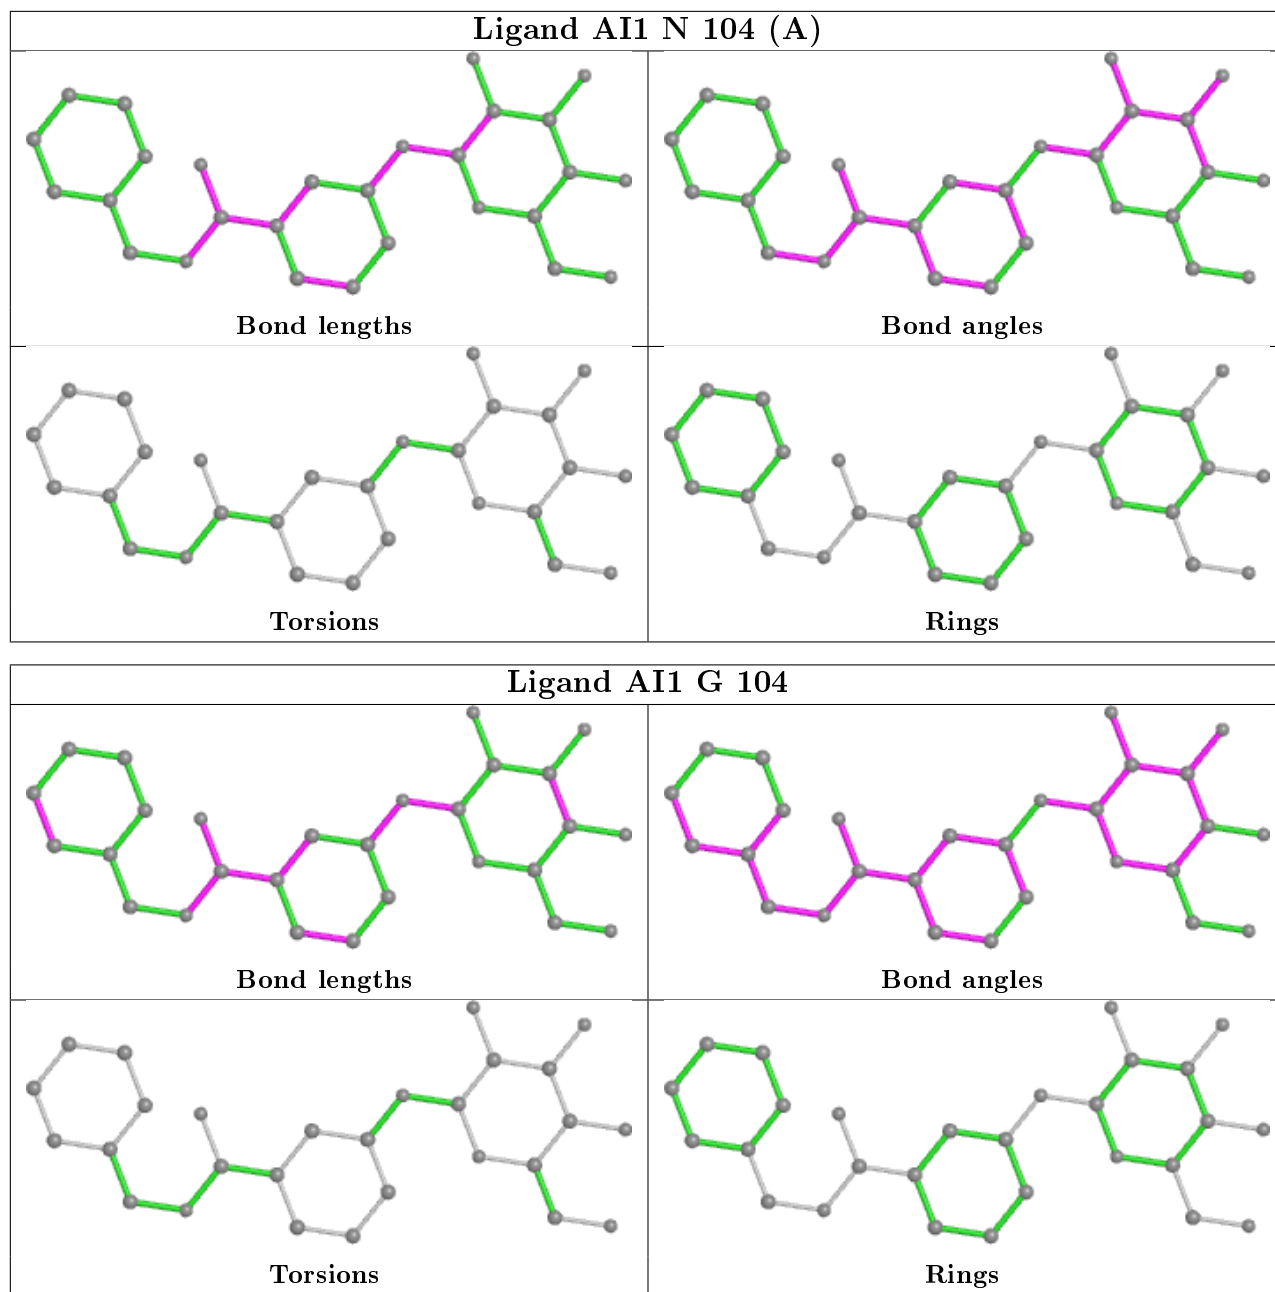 Ligand AI1 N 104 (A)
Bond lengths
Bond angles
Torsions
Rings
Ligand AI1 G 104
Bond lengths
Bond angles
Torsions
Rings